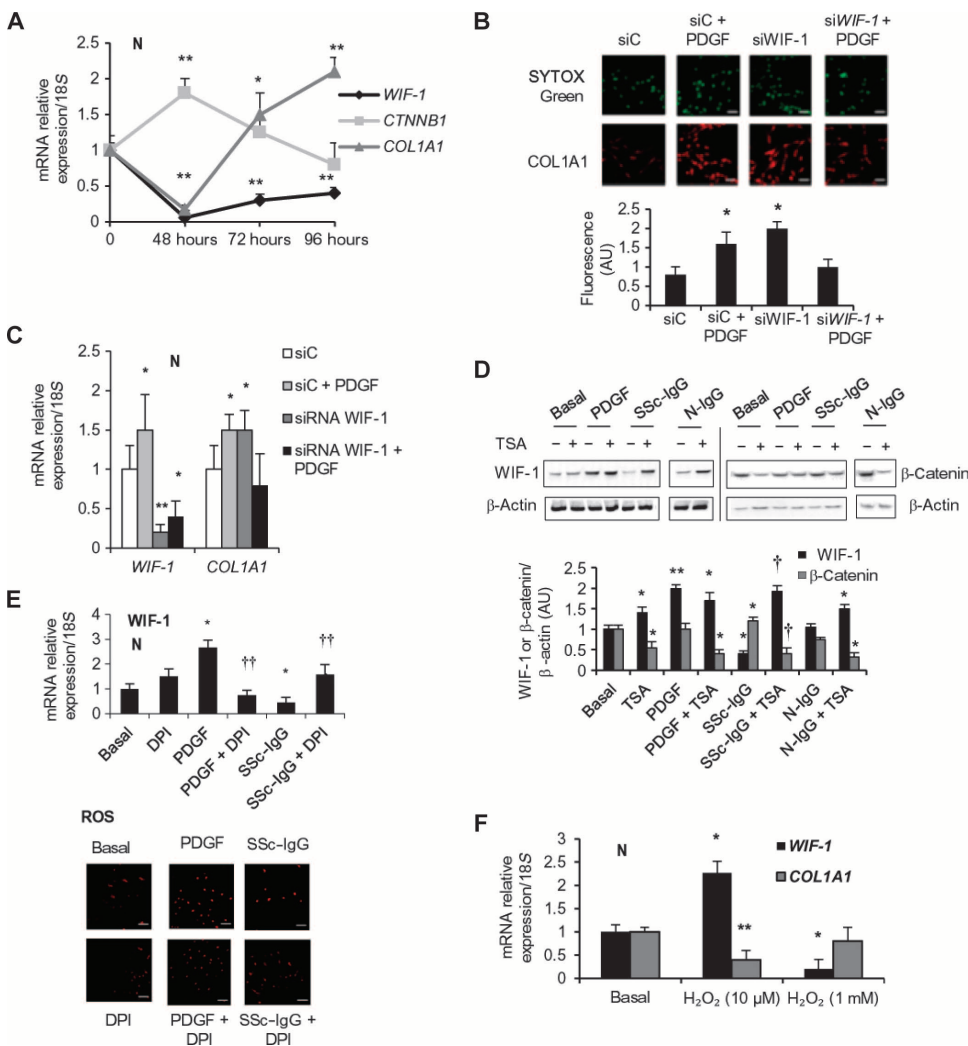 A
N
mRNA relative
expression/18S
2.5
2
1.5
1
0.5
0
**
*
**
**
**
**
0
48 hours
72 hours
96 hours
WIF-1
CTNNB1
COL1A1
B
siC
siC +
PDGF
siWIF-1
siWIF-1 +
PDGF
SYTOX
Green
COL1A1
Fluorescence
(AU)
2.5
2
1.5
1
0.5
0
*
*
siC
siC +
PDGF
siWIF-1
siWIF-1 +
PDGF
C
N
mRNA relative
expression/18S
2.5
2
1.5
1
0.5
0
*
**
*
*
*
WIF-1
COL1A1
siC
siC + PDGF
siRNA WIF-1
siRNA WIF-1 +
PDGF
D
Basal PDGF SSc-IgG N-IgG Basal PDGF SSc-IgG N-IgG
TSA – + – + – + – + – + – + – + – +
WIF-1
β-Catenin
β-Actin
β-Actin
WIF-1 or β-catenin/
β-actin (AU)
2.5
2
1.5
1
0.5
0
WIF-1
β-Catenin
*
*
**
*
*
*
*
†
†
*
*
Basal
TSA
PDGF
PDGF + TSA
SSc-IgG
SSc-IgG + TSA
N-IgG
N-IgG + TSA
E
WIF-1
N
mRNA relative
expression/18S
4
3
2
1
0
*
††
*
††
Basal
DPI
PDGF
PDGF + DPI
SSc-IgG
SSc-IgG + DPI
ROS
Basal
PDGF
SSc-IgG
DPI
PDGF +
DPI
SSc-IgG +
DPI
F
N
mRNA relative
expression/18S
3
2.5
2
1.5
1
0.5
0
*
**
*
WIF-1
COL1A1
Basal
H₂O₂ (10 µM)
H₂O₂ (1 mM)